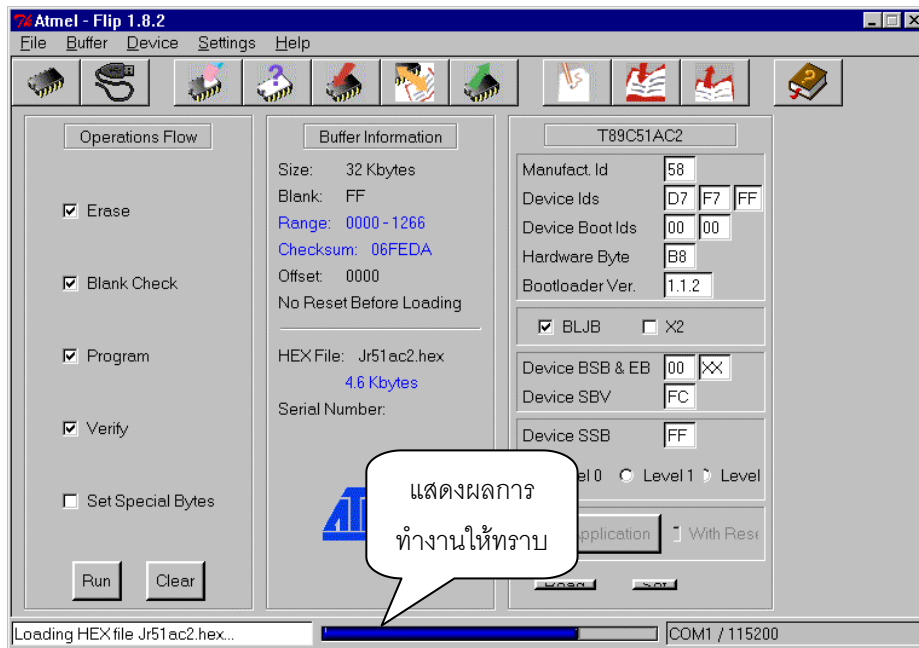 Atmel - Flip 1.8.2
File Buffer Device Settings Help
Operations Flow
Erase
Blank Check
Program
Verify
Set Special Bytes
Run Clear
Buffer Information
Size: 32 Kbytes
Blank: FF
Range: 0000 - 1266
Checksum: 06FEDA
Offset: 0000
No Reset Before Loading
HEX File: Jr51ac2.hex
4.6 Kbytes
Serial Number:
T89C51AC2
Manufact. Id 58
Device Ids D7 F7 FF
Device Boot Ids 00 00
Hardware Byte B8
Bootloader Ver. 1.1.2
BLJB X2
Device BSB & EB 00 XX
Device SBV FC
Device SSB FF
el 0 Level 1 Level
pplication With Rese
แสดงผลการ
ทำงานให้ทราบ
Loading HEX file Jr51ac2.hex...
COM1 / 115200